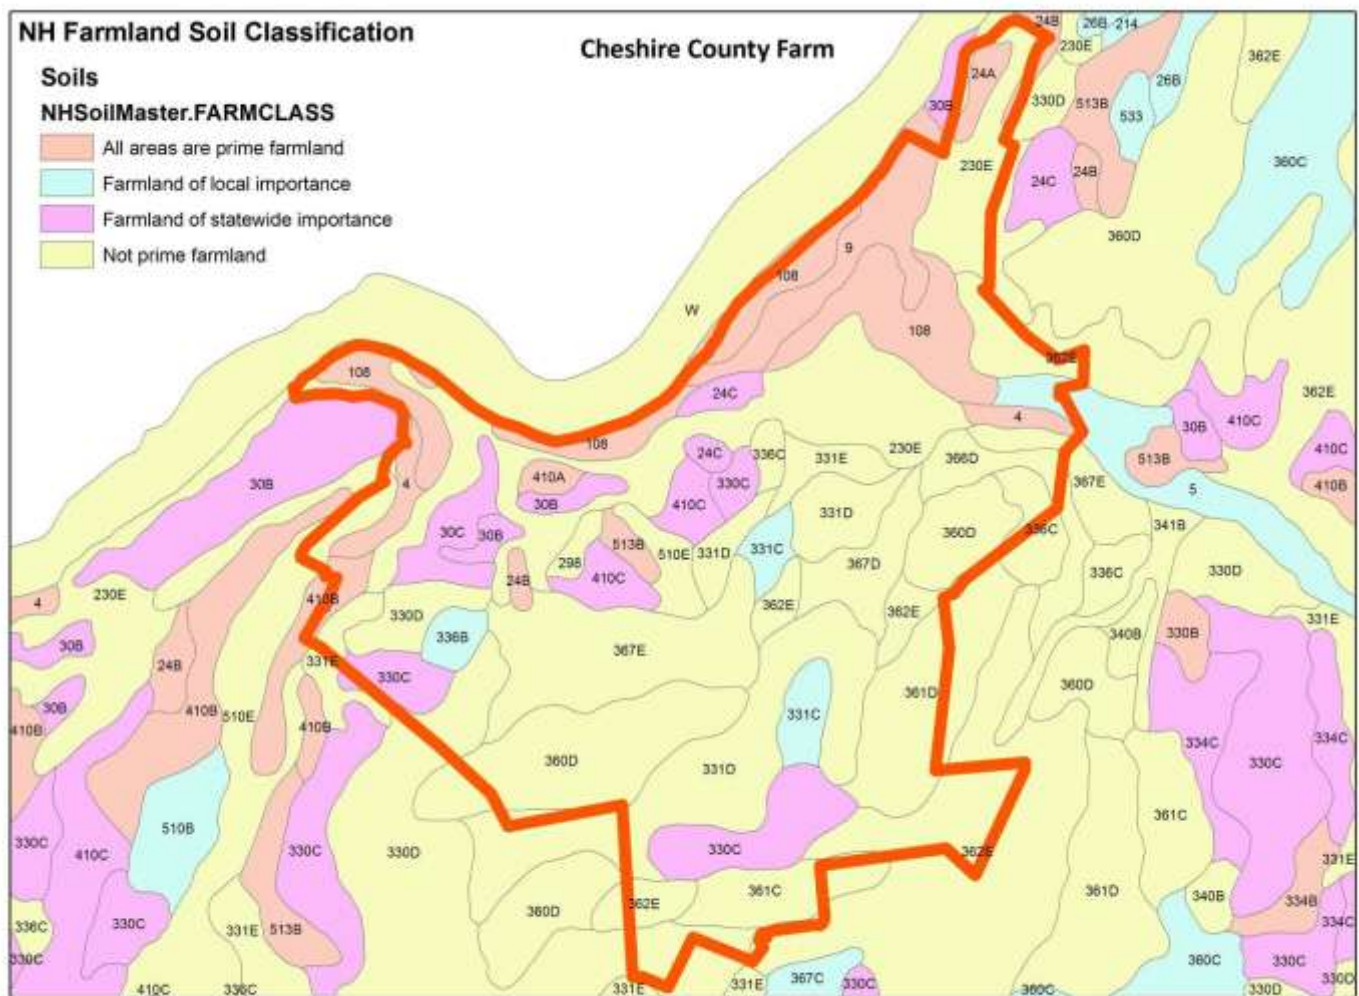 NH Farmland Soil Classification
Cheshire County Farm
Soils
NHSoilMaster.FARMCLASS
All areas are prime farmland
Farmland of local importance
Farmland of statewide importance
Not prime farmland
24B 26B 214
230E 362E
24A 26B
30B 330D 513B 533
360C
230E 24C 24B
360D
9
108
W
108
362E
108
24C 4 362E
30B 410C
108
24C 336C 331E 230E 366D 513B 410C
30B 410A 410C 330C 367E 5 410B
4 30B
331D 341B
30C 30B 513B 510E 331D 331C 360D 336C
298 367D 336C 330D
24B 410C
230E 410B 362E 362E
4 330D 331E
30B 336B 367E 340B 330B
331E
24B 330C 360D
361D
30B 410B 510E 410B 331C
410B 334C 334C
360D 331D 330C
361C
510B
330C 410C 330C 330D 330C 362E 331E
361C 361D 340B 334B
330C 360D 362E
336C 331E 513B 334C
330C 360C 330C
410C 336C 331E 331E 367C 330C 360C 330D 330D